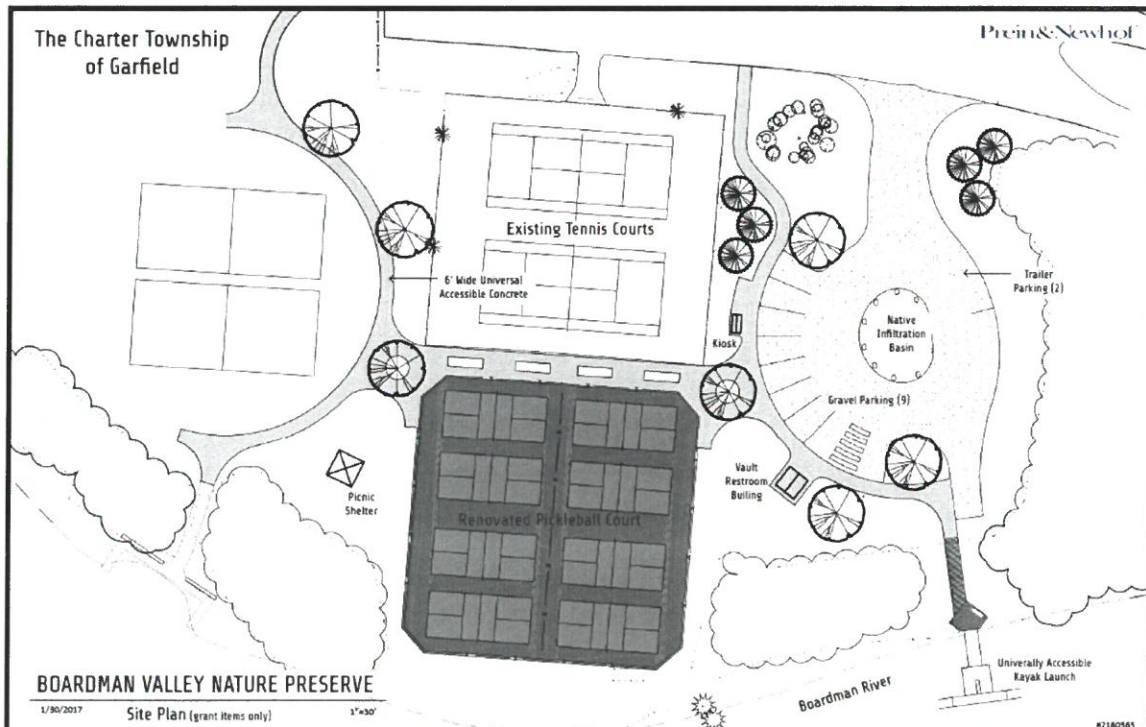 The Charter Township
of Garfield
Prein&Newhof
Existing Tennis Courts
6' Wide Universal
Accessible Concrete
Kiosk
Trailer
Parking (2)
Native
Infiltration
Basin
Gravel Parking (9)
Picnic
Shelter
Renovated Pickleball Court
Vault
Restroom
Builing
Univerally Accessible
Kayak Launch
Boardman River
BOARDMAN VALLEY NATURE PRESERVE
1/30/2017
Site Plan (grant items only)
1"=30'
#2180565